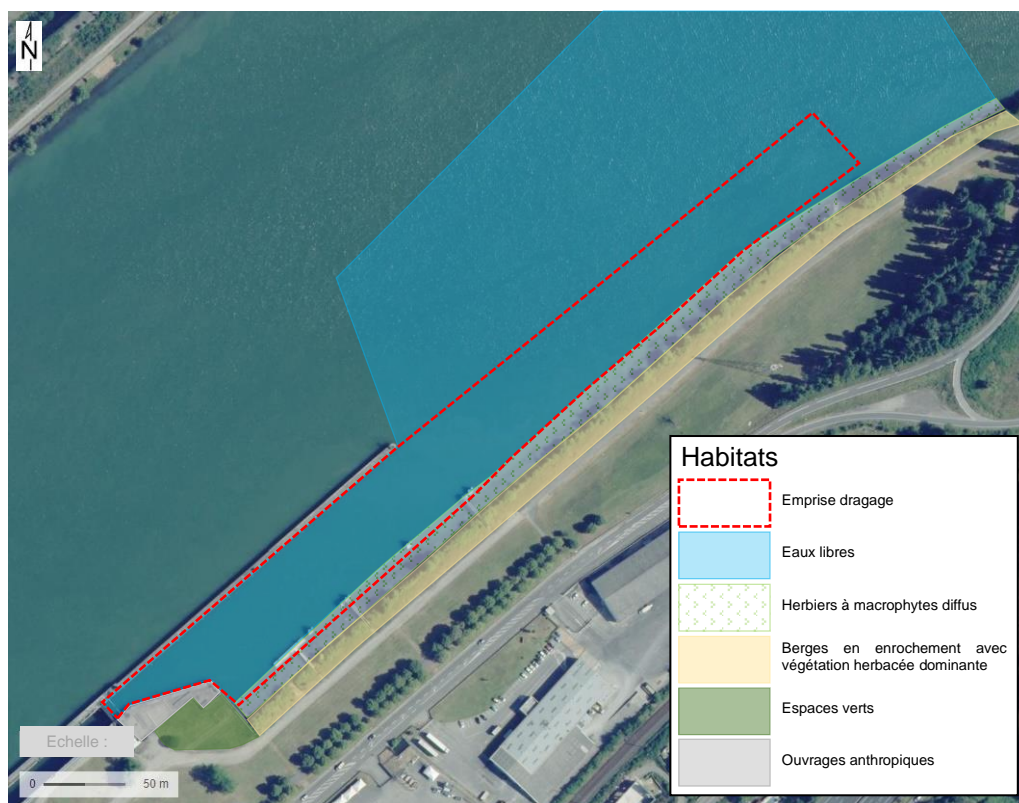 N
Habitats
Emprise dragage
Eaux libres
Herbiers à macrophytes diffus
Berges en enrochement avec
végétation herbacée dominante
Espaces verts
Ouvrages anthropiques
Echelle :
0 50 m